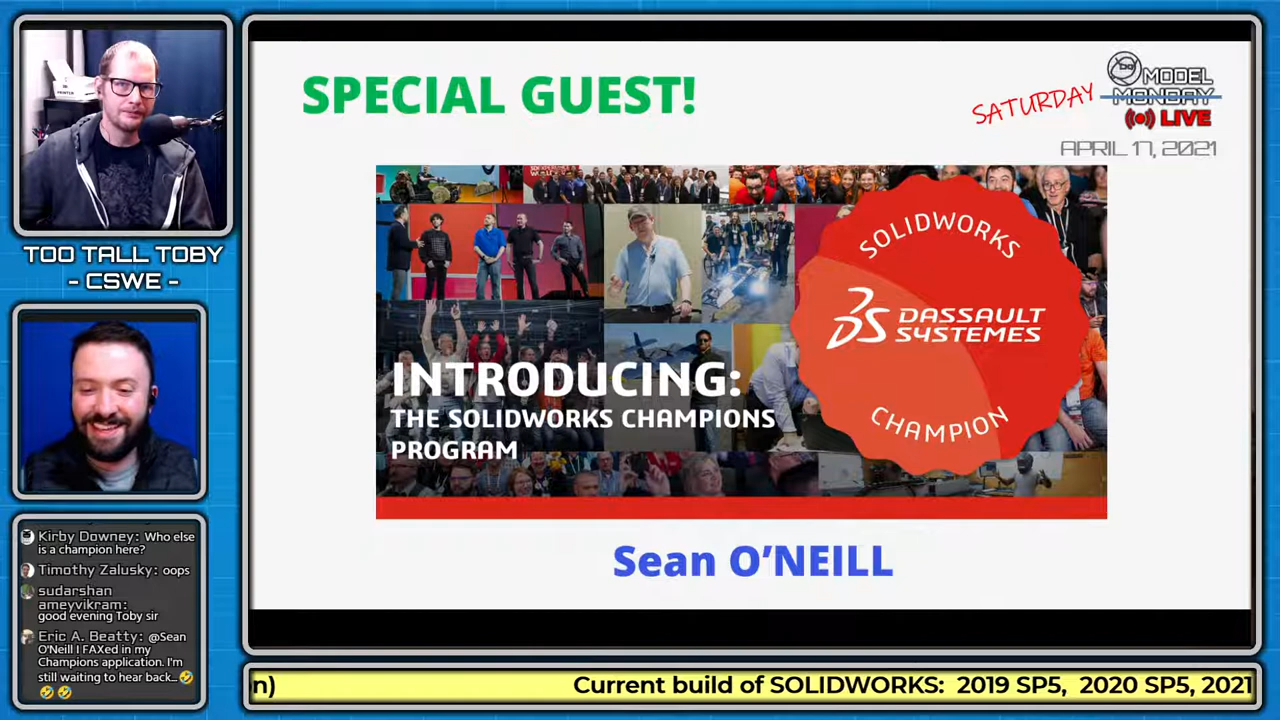 SPECIAL GUEST!
SATURDAY
MODEL
MONDAY
LIVE
APRIL 17, 2021
TOO TALL TOBY
- CSWE -
SOLIDWORKS
DASSAULT
SYSTEMES
CHAMPION
INTRODUCING:
THE SOLIDWORKS CHAMPIONS
PROGRAM
Sean O'NEILL
Kirby Downey: Who else
is a champion here?
Timothy Zalusky: oops
sudarshan
ameyvikram:
good evening Toby sir
Eric A. Beatty: @Sean
O'Neill I FAXed in my
Champions application. I'm
still waiting to hear back...🤣
🤣🤣
on) Current build of SOLIDWORKS: 2019 SP5, 2020 SP5, 2021